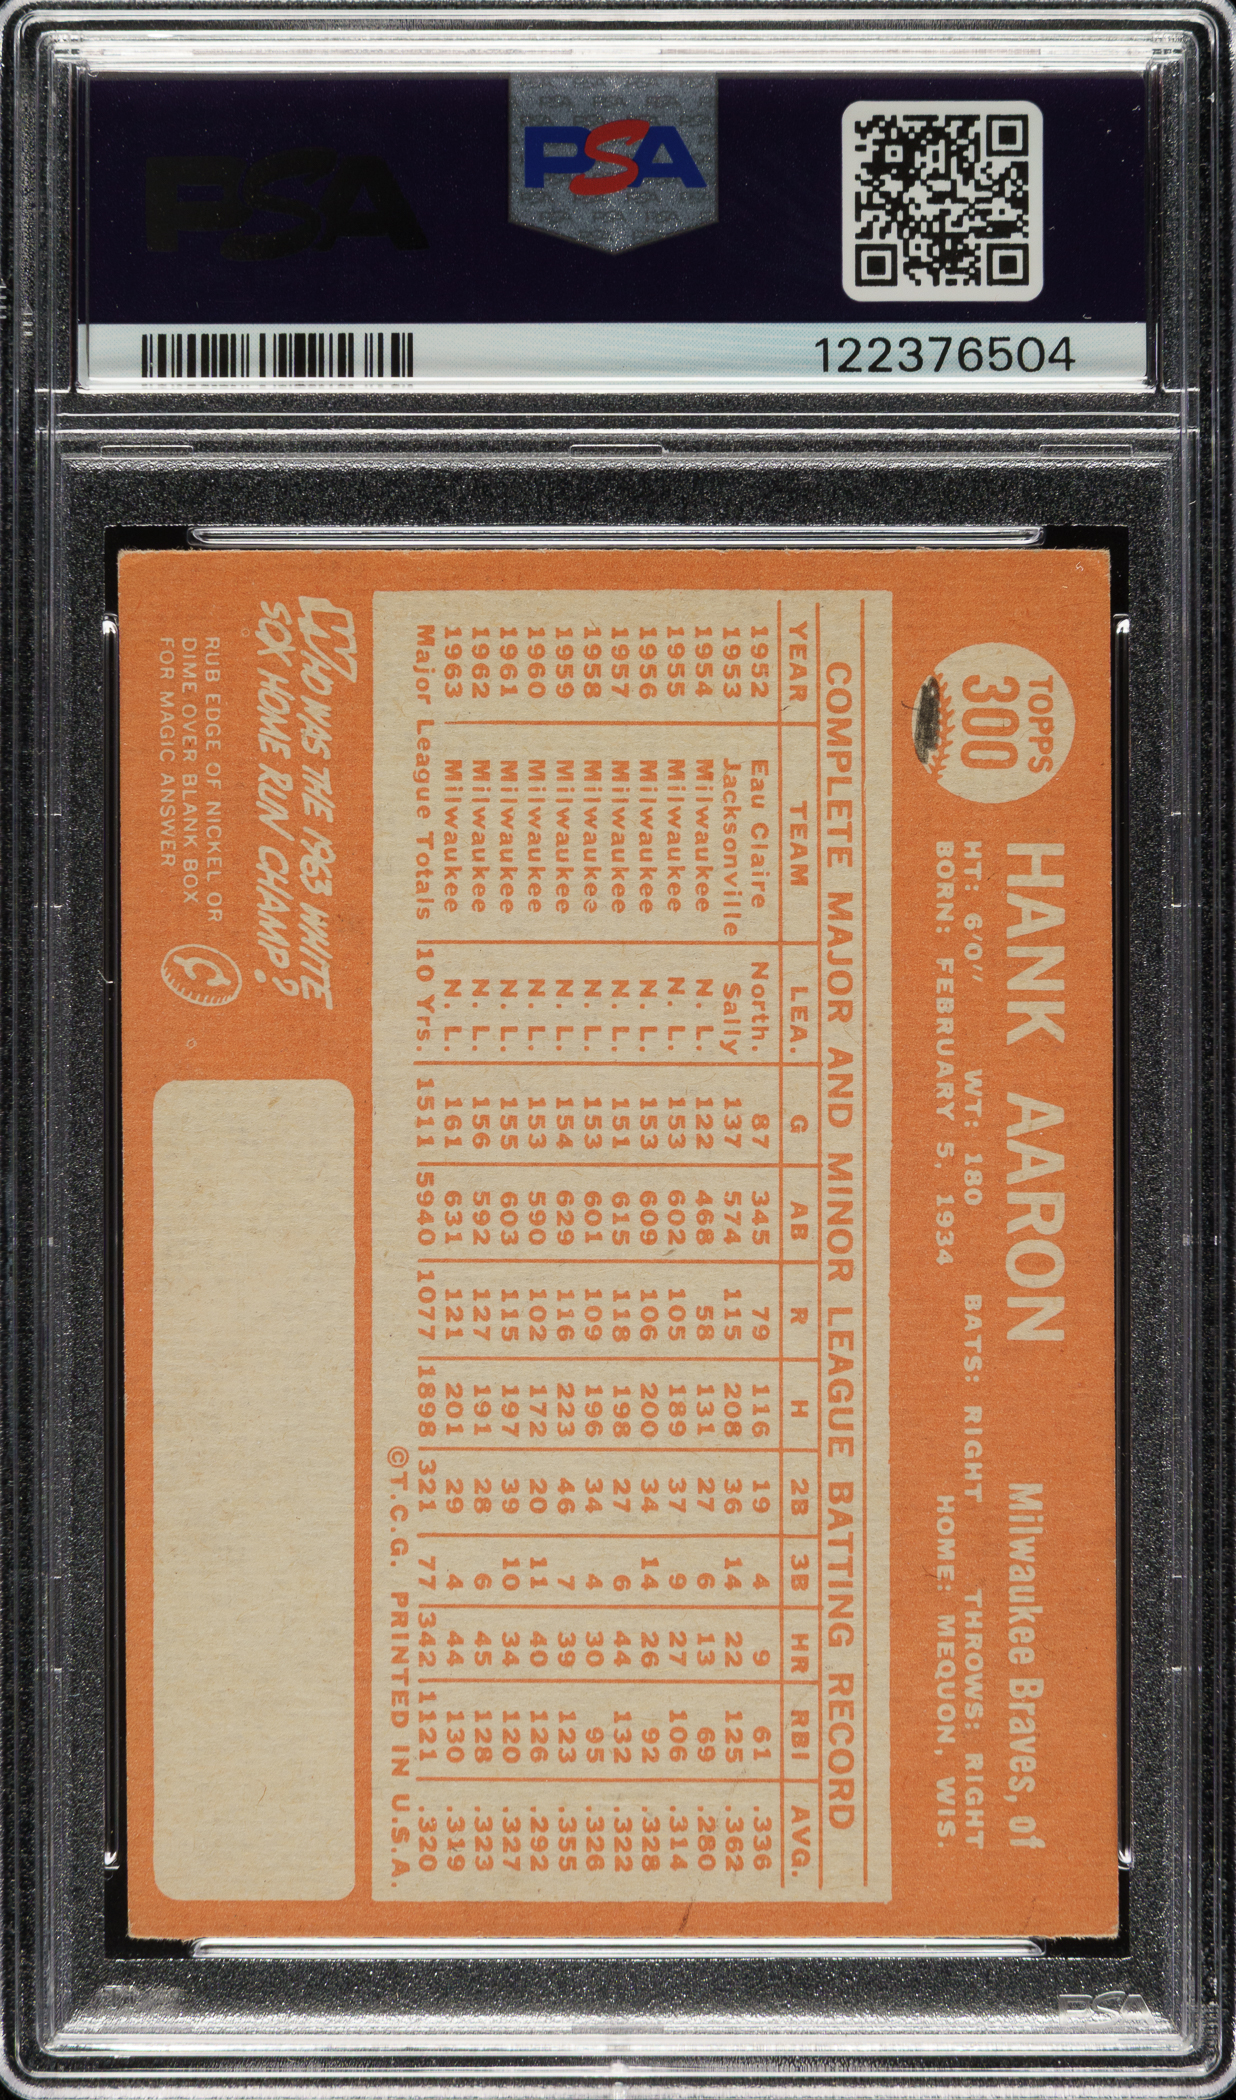 PSA
PSA
122376504
TOPPS
300
HANK AARON
Milwaukee Braves, of
HT: 6'0" WT: 180 BATS: RIGHT THROWS: RIGHT
BORN: FEBRUARY 5, 1934 HOME: MEQUON, WIS.
COMPLETE MAJOR AND MINOR LEAGUE BATTING RECORD
YEAR TEAM LEA. G AB R H 2B 3B HR RBI AVG.
1952 Eau Claire North. 87 345 79 116 19 4 9 61 .336
1953 Jacksonville Sally 137 574 115 208 36 14 22 125 .362
1954 Milwaukee N. L. 122 468 58 131 27 6 13 69 .280
1955 Milwaukee N. L. 153 602 105 189 37 9 27 106 .314
1956 Milwaukee N. L. 153 609 106 200 34 14 26 92 .328
1957 Milwaukee N. L. 151 615 118 198 27 6 44 132 .322
1958 Milwaukee N. L. 153 601 109 196 34 4 30 95 .326
1959 Milwaukee N. L. 154 629 116 223 46 7 39 123 .355
1960 Milwaukee N. L. 153 590 102 172 20 11 40 126 .292
1961 Milwaukee N. L. 155 603 115 197 39 10 34 120 .327
1962 Milwaukee N. L. 156 592 127 191 28 6 45 128 .323
1963 Milwaukee N. L. 161 631 121 201 29 4 44 130 .319
Major League Totals 10 Yrs. 1511 5940 1077 1898 321 77 342 1121 .320
©T.C.G. PRINTED IN U.S.A.
WHO WAS THE 1963 WHITE
SOX HOME RUN CHAMP?
RUB EDGE OF NICKEL OR
DIME OVER BLANK BOX
FOR MAGIC ANSWER
PSA